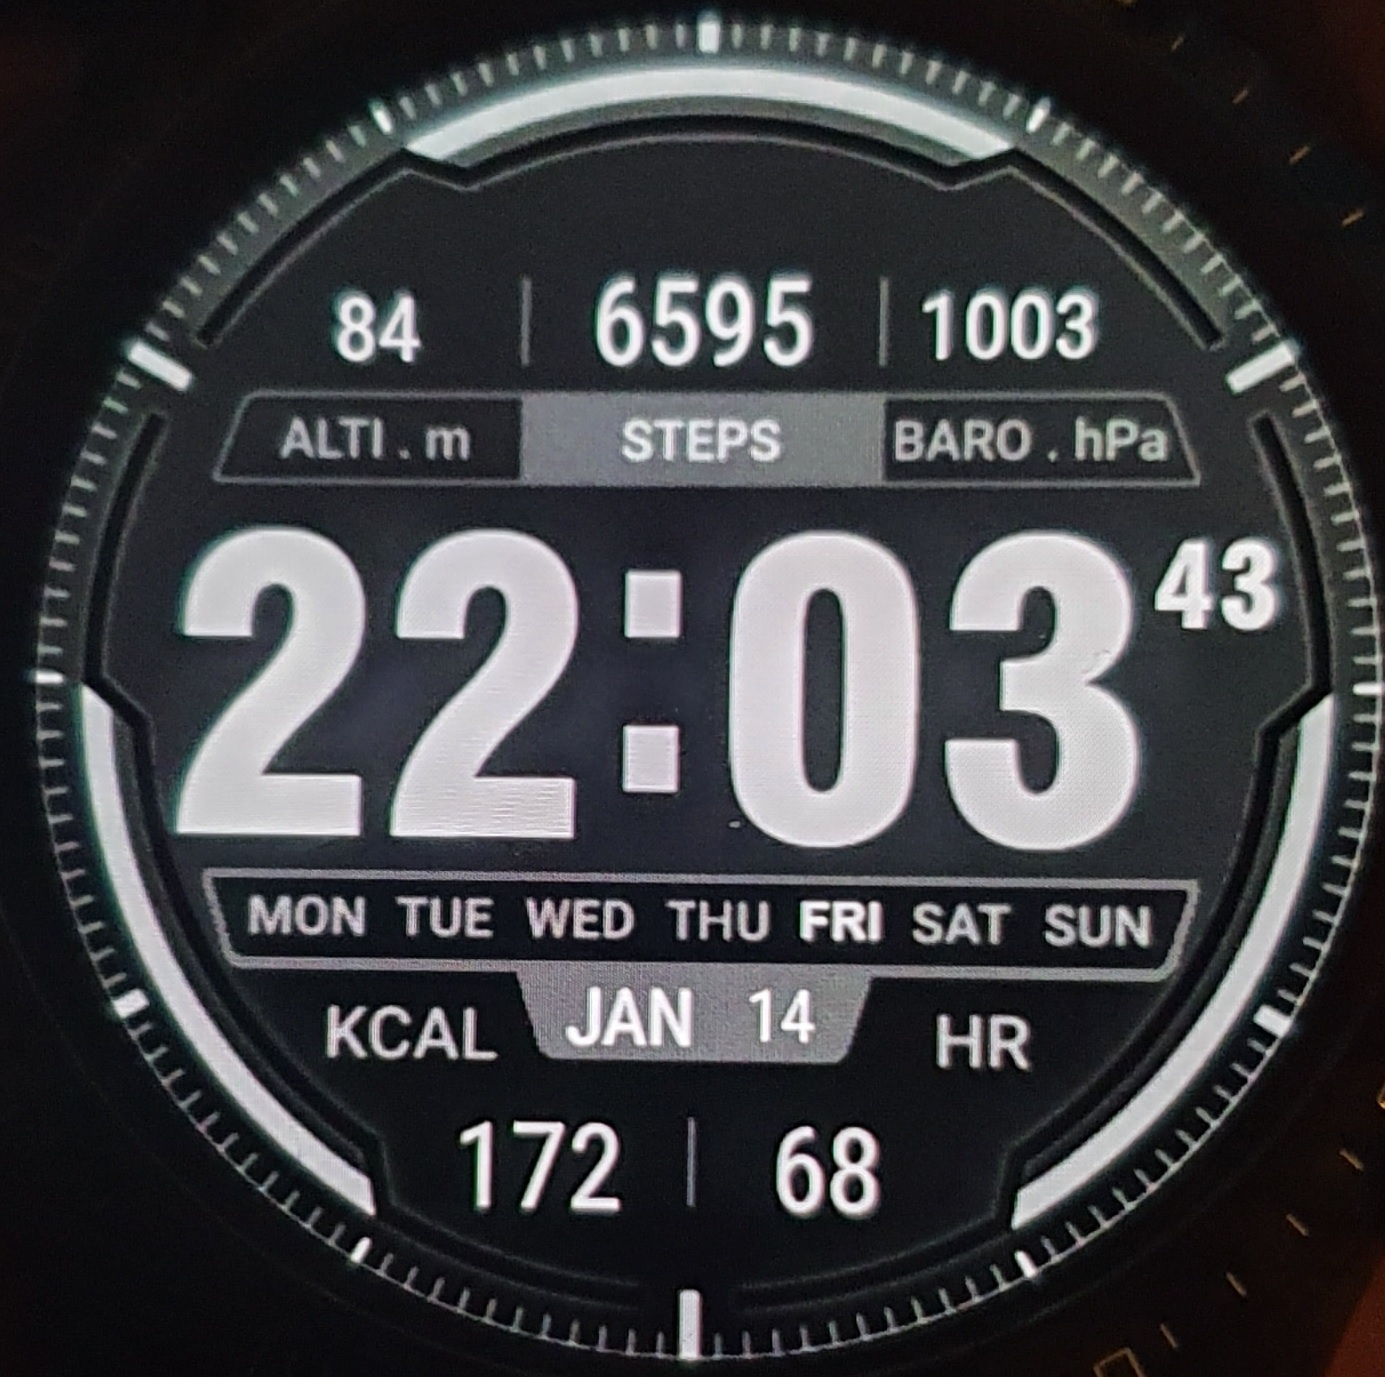 84 6595 1003
ALTI . m STEPS BARO . hPa
22:03 43
MON TUE WED THU FRI SAT SUN
KCAL JAN 14 HR
172 68